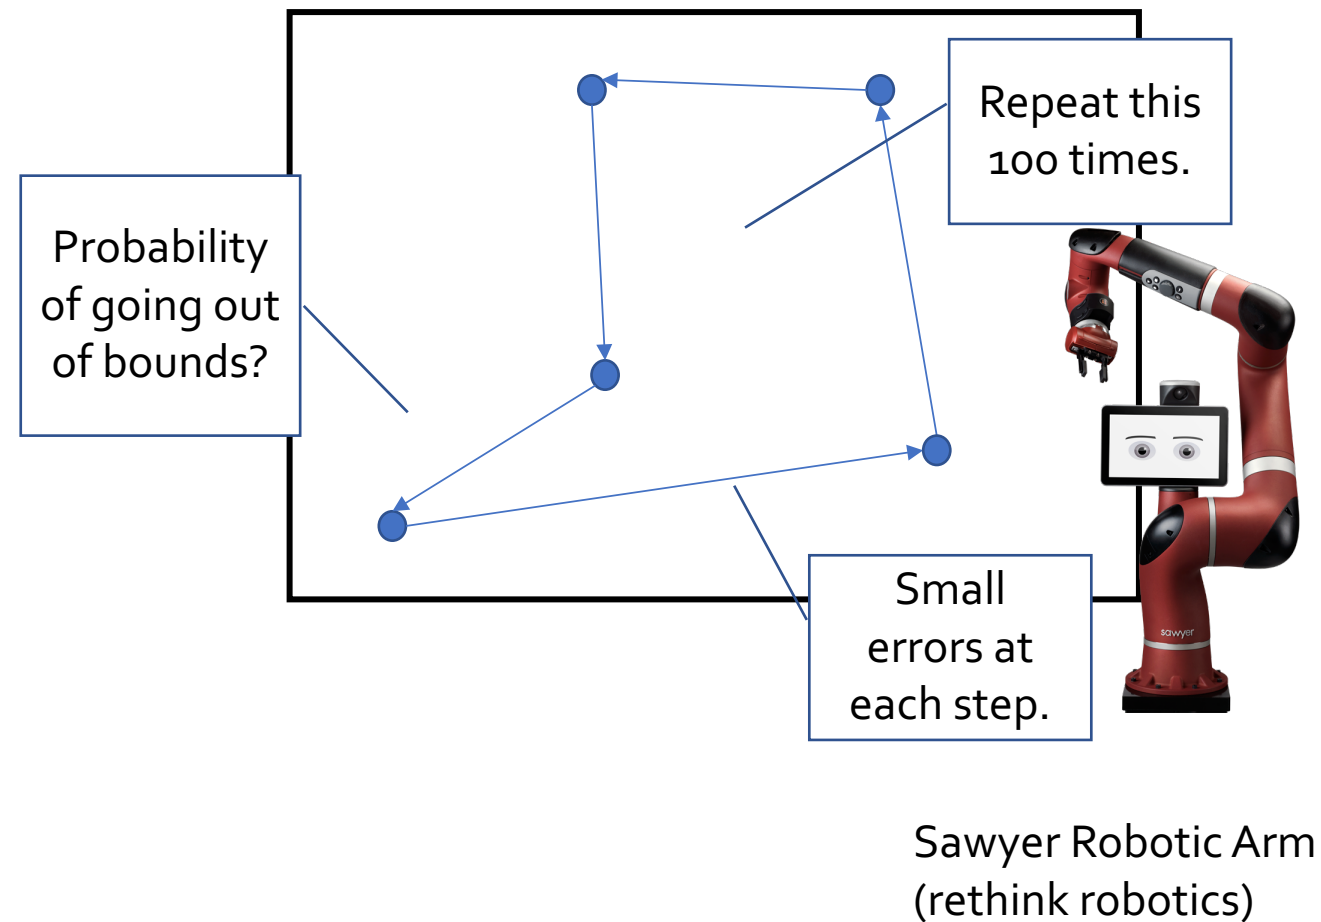 Repeat this
100 times.
Probability
of going out
of bounds?
Small
errors at
each step.
sawyer
Sawyer Robotic Arm
(rethink robotics)